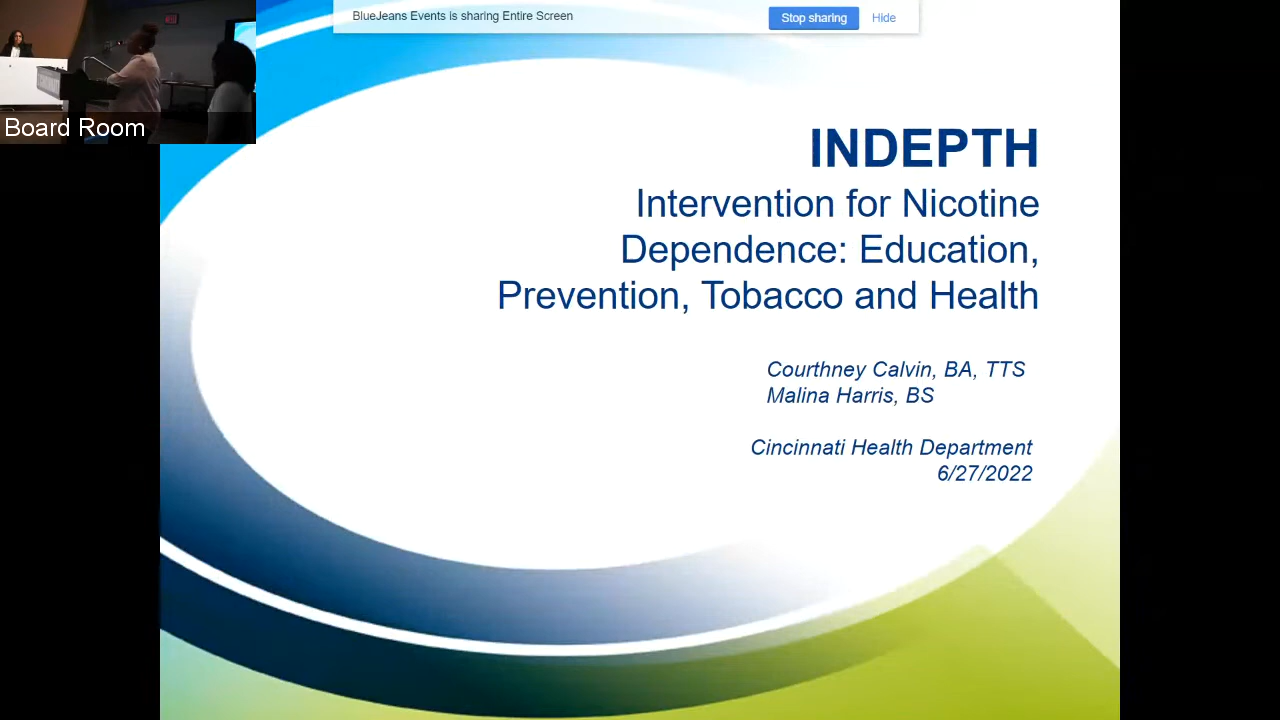 BlueJeans Events is sharing Entire Screen
Stop sharing
Hide
Board Room
INDEPTH
Intervention for Nicotine
Dependence: Education,
Prevention, Tobacco and Health
Courthney Calvin, BA, TTS
Malina Harris, BS
Cincinnati Health Department
6/27/2022